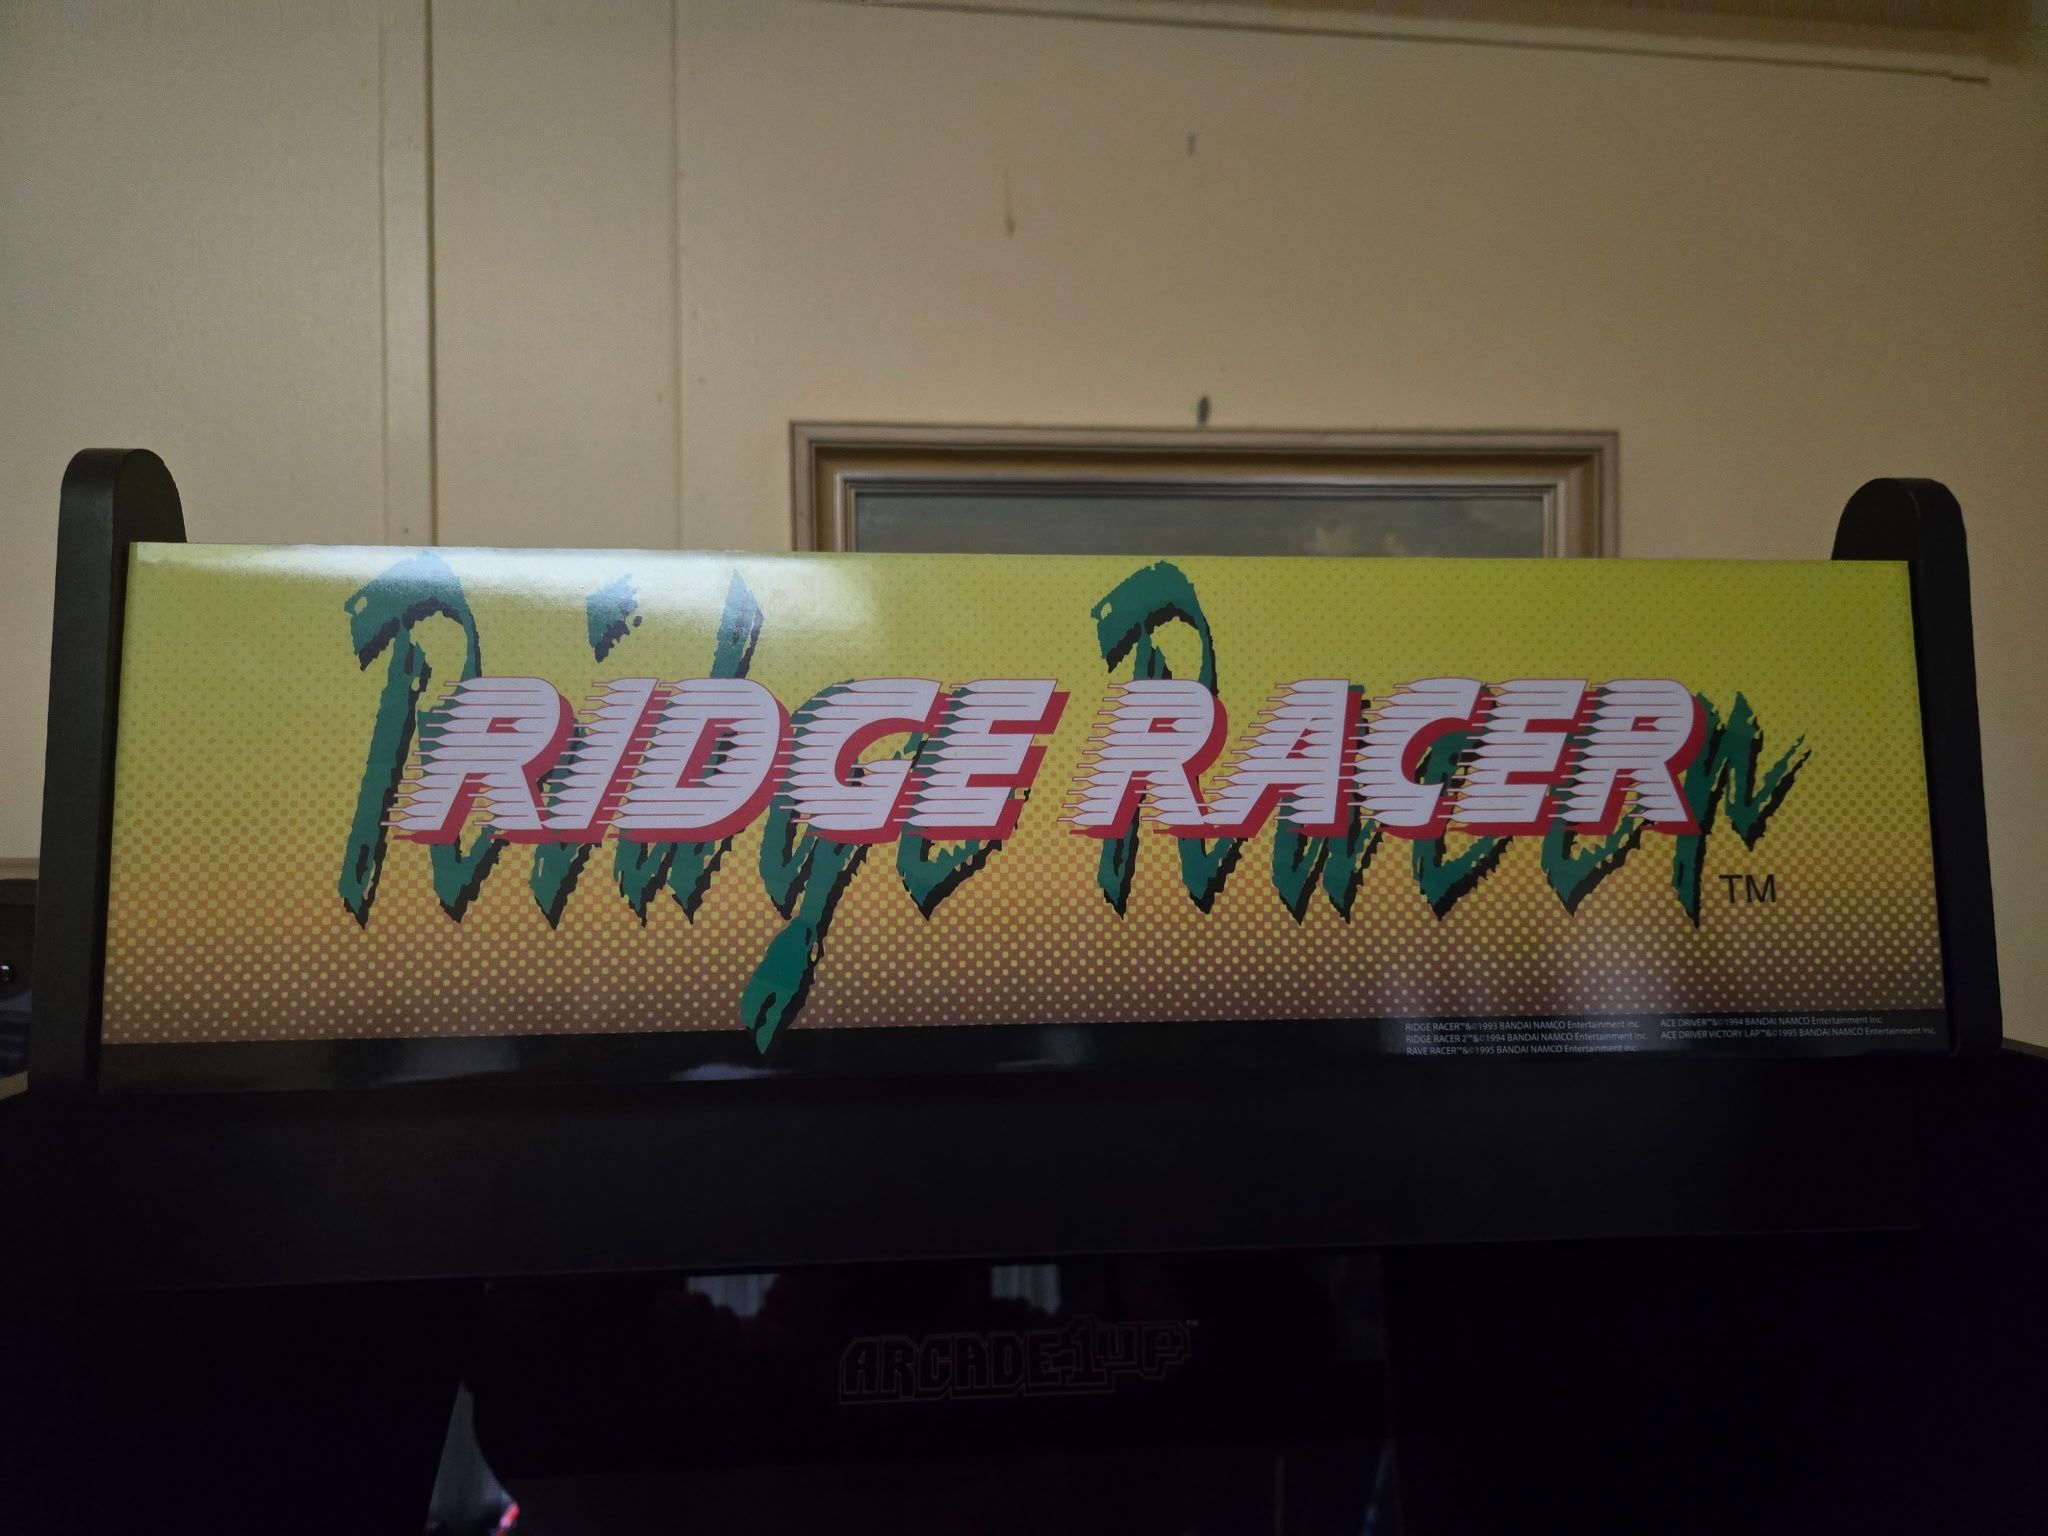 Ridge Racer
RIDGE RACER
TM
RIDGE RACER™&©1993 BANDAI NAMCO Entertainment Inc.
RIDGE RACER 2™&©1994 BANDAI NAMCO Entertainment Inc.
RAVE RACER™&©1995 BANDAI NAMCO Entertainment Inc.
ACE DRIVER™&©1994 BANDAI NAMCO Entertainment Inc.
ACE DRIVER VICTORY LAP™&©1995 BANDAI NAMCO Entertainment Inc.
ARCADE1UP™